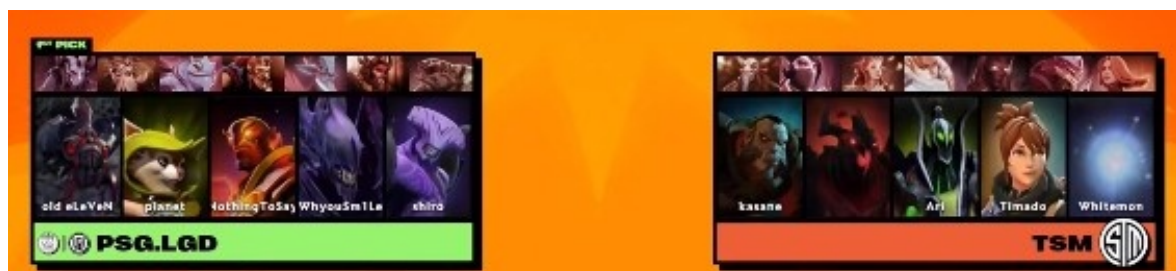 1ST PICK
old eLeVeN planet NothingToSay WhyouSm1Le shiro
kasane Ari Timado Whitemon
PSG.LGD
TSM